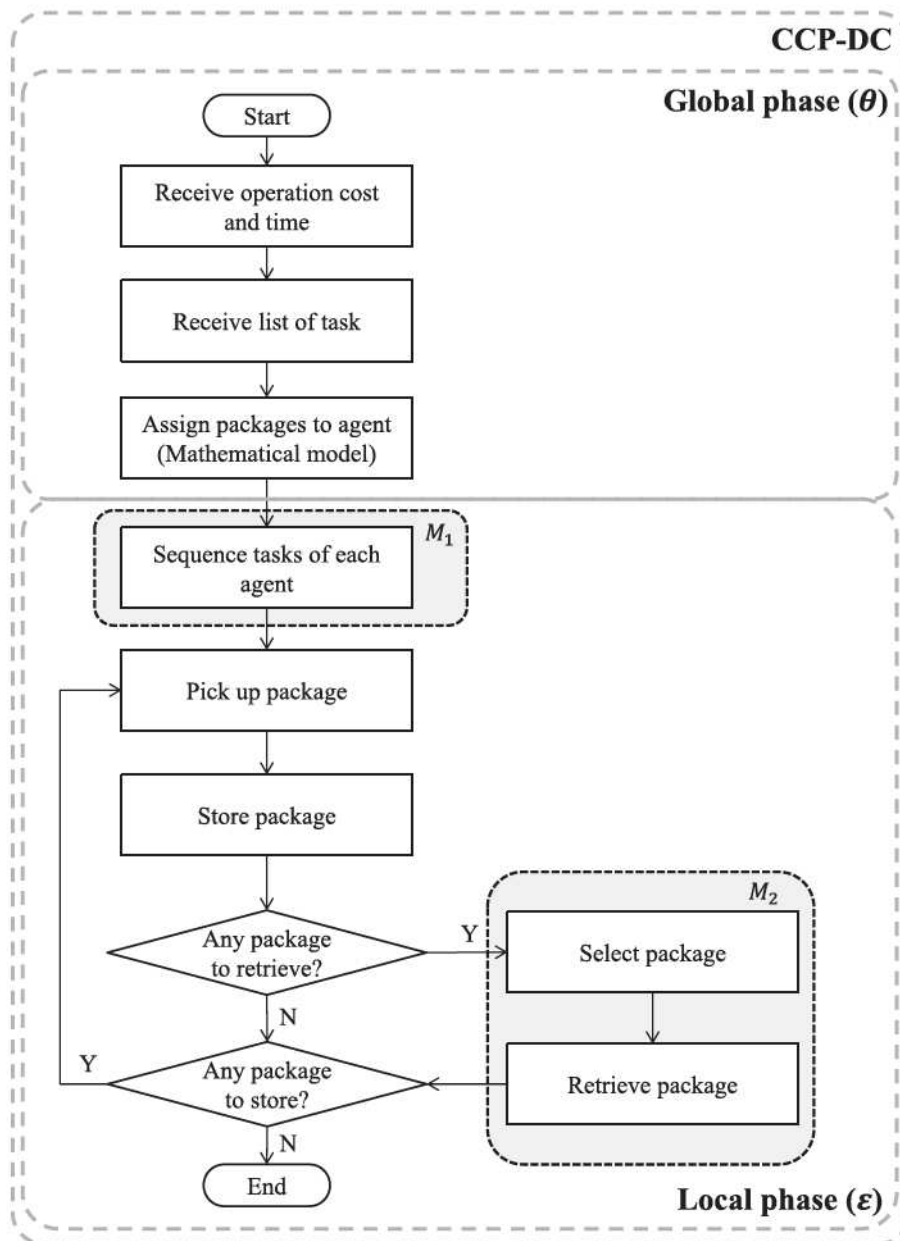 CCP-DC
Global phase (θ)
Start
Receive operation cost
and time
Receive list of task
Assign packages to agent
(Mathematical model)
M₁
Sequence tasks of each
agent
Pick up package
Store package
M₂
Any package
to retrieve?
Y
Select package
N
Y
Any package
to store?
Retrieve package
N
End
Local phase (ε)